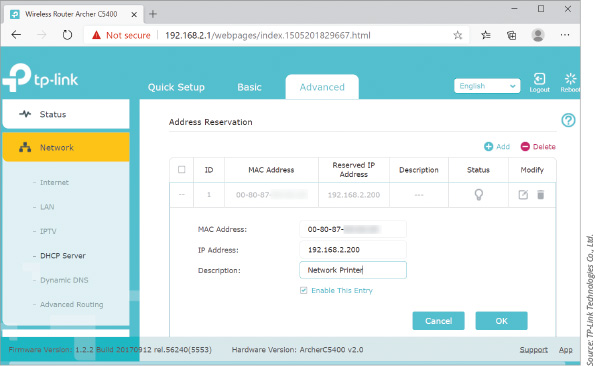 Wireless Router Archer C5400
Not secure | 192.168.2.1/webpages/index.1505201829667.html
tp-link
Quick Setup Basic Advanced English Logout Reboot
Status
Network
- Internet
- LAN
- IPTV
- DHCP Server
- Dynamic DNS
- Advanced Routing
Address Reservation
Add Delete
ID MAC Address Reserved IP Address Description Status Modify
-- 1 00-80-87- 192.168.2.200 ---
MAC Address: 00-80-87-
IP Address: 192.168.2.200
Description: Network Printer
Enable This Entry
Cancel OK
Firmware Version: 1.2.2 Build 20170912 rel.56240(5553) Hardware Version: ArcherC5400 v2.0 Support App
Source: TP-Link Technologies Co., Ltd.